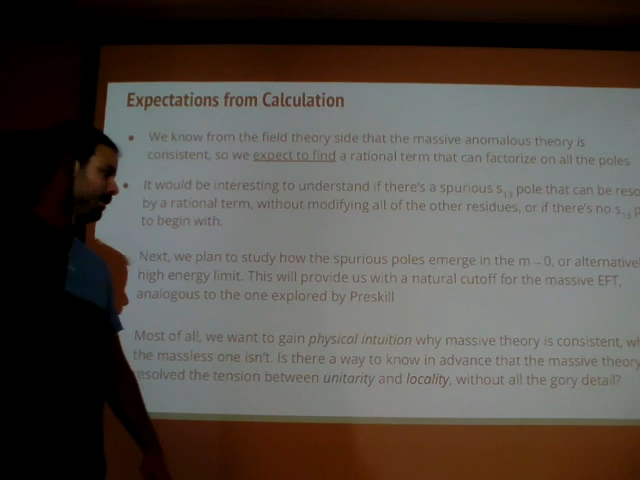 Expectations from Calculation
We know from the field theory side that the massive anomalous theory is
consistent, so we expect to find a rational term that can factorize on all the poles
It would be interesting to understand if there's a spurious s₁₃ pole that can be
by a rational term, without modifying all of the other residues, or if there's no s₁₃
to begin with.
Next, we plan to study how the spurious poles emerge in the m → 0, or
high energy limit. This will provide us with a natural cutoff for the massive EFT,
analogous to the one explored by Preskill
Most of all, we want to gain physical intuition why massive theory is consistent,
the massless one isn't. Is there a way to know in advance that the massive theory
resolved the tension between unitarity and locality, without all the gory detail?